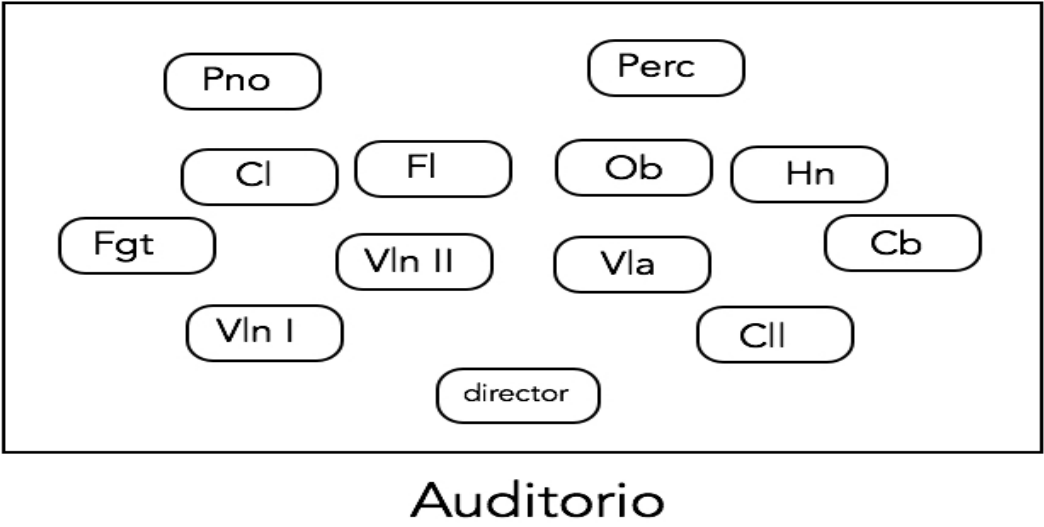 Pno
Perc
Cl
Fl
Ob
Hn
Fgt
Vln II
Vla
Cb
Vln I
Cll
director
Auditorio